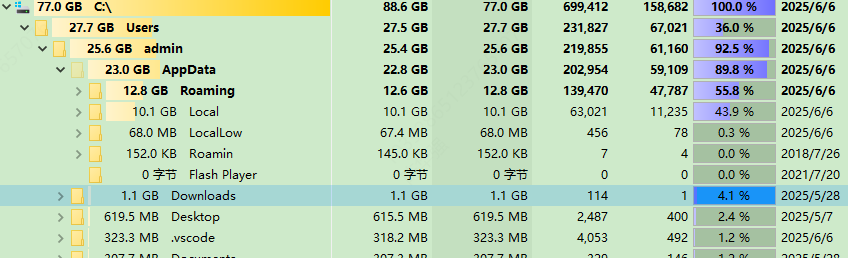 77.0 GB C:\ 88.6 GB 77.0 GB 699,412 158,682 100.0 % 2025/6/6
27.7 GB Users 27.5 GB 27.7 GB 231,827 67,021 36.0 % 2025/6/6
25.6 GB admin 25.4 GB 25.6 GB 219,855 61,160 92.5 % 2025/6/6
23.0 GB AppData 22.8 GB 23.0 GB 202,954 59,109 89.8 % 2025/6/6
12.8 GB Roaming 12.6 GB 12.8 GB 139,470 47,787 55.8 % 2025/6/6
10.1 GB Local 10.1 GB 10.1 GB 63,021 11,235 43.9 % 2025/6/6
68.0 MB LocalLow 67.4 MB 68.0 MB 456 78 0.3 % 2025/6/6
152.0 KB Roamin 145.0 KB 152.0 KB 7 4 0.0 % 2018/7/26
0 字节 Flash Player 0 字节 0 字节 0 0 0.0 % 2021/7/20
1.1 GB Downloads 1.1 GB 1.1 GB 114 1 4.1 % 2025/5/28
619.5 MB Desktop 615.5 MB 619.5 MB 2,487 400 2.4 % 2025/5/7
323.3 MB .vscode 318.2 MB 323.3 MB 4,053 492 1.2 % 2025/6/6